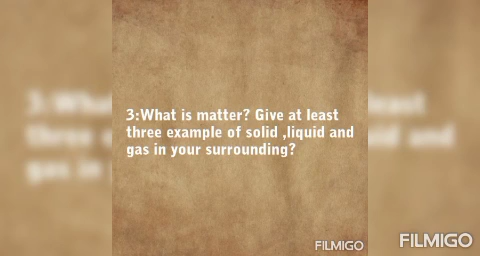 3:What is matter? Give at least
three example of solid ,liquid and
gas in your surrounding?
FILMIGO
FILMIGO